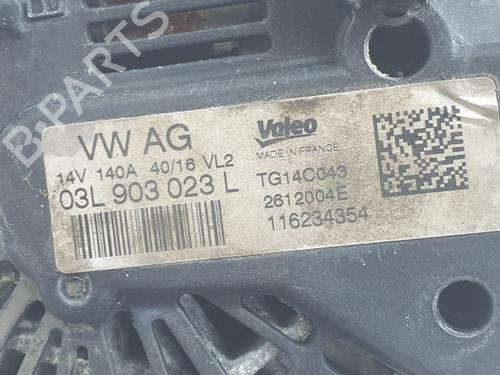 VW AG
14V 140A 40/16 VL2
03L 903 023 L
Valeo
MADE IN FRANCE
TG14C043
2612004E
116234354
B-PARTS